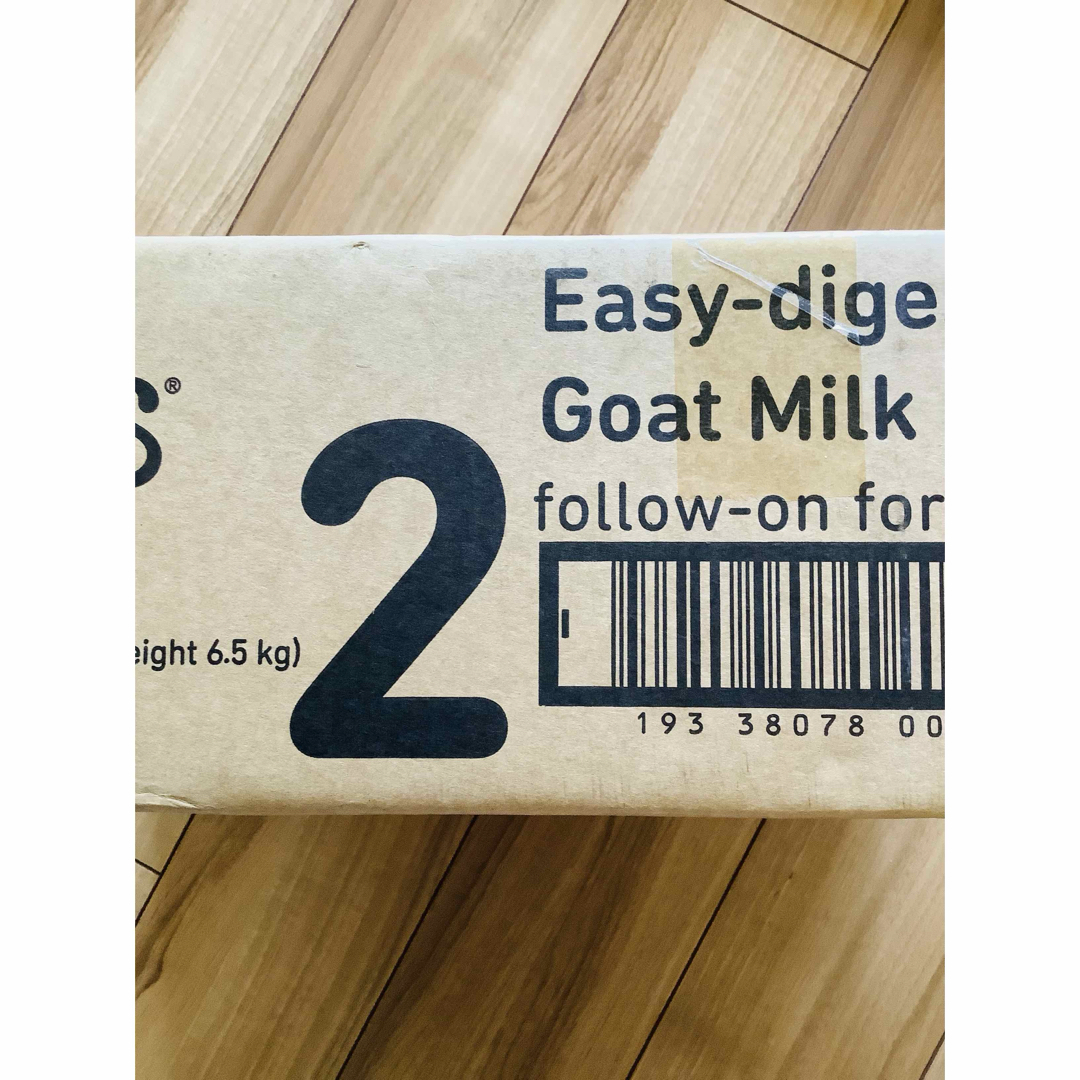 Easy-dige
Goat Milk
s®
2
follow-on for
eight 6.5 kg)
193 38078 00